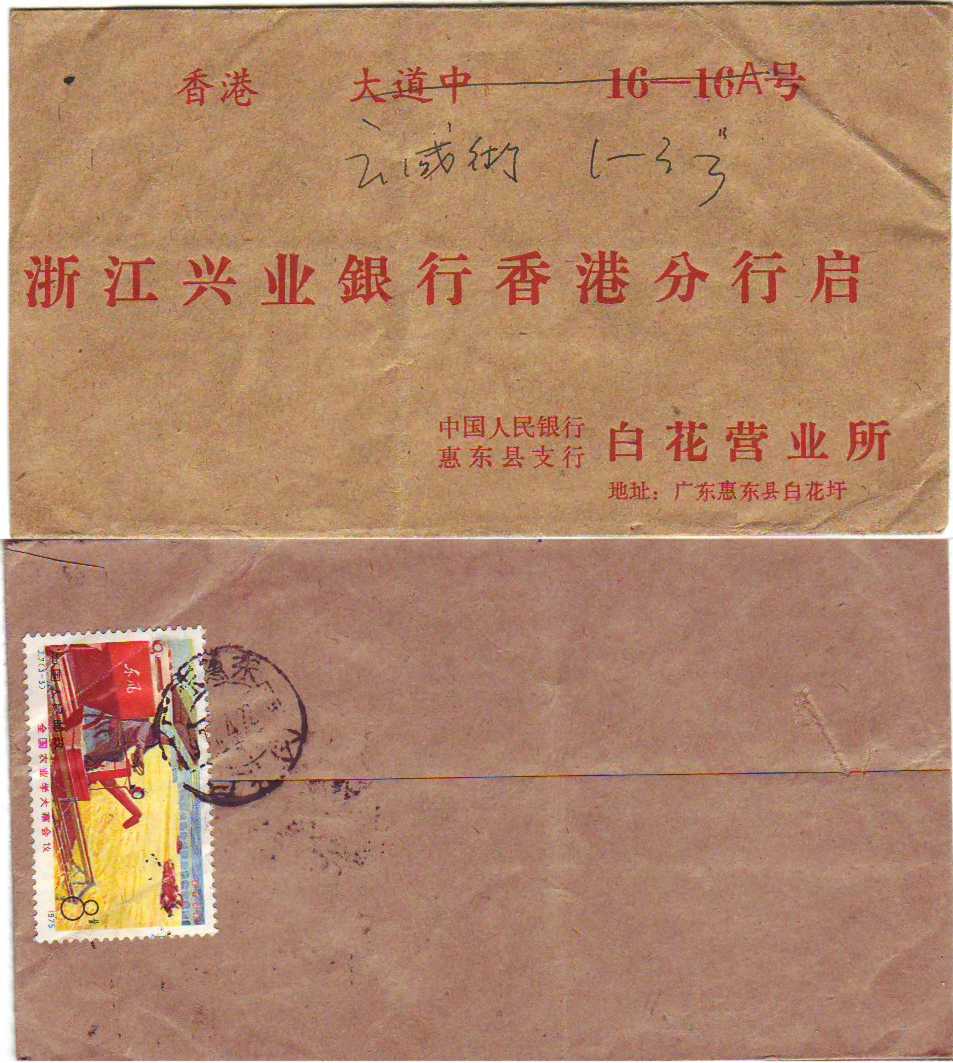 香港 大道中 16—16A号
云咸街 1-3号
浙江兴业銀行香港分行启
中国人民银行
惠东县支行
白花营业所
地址：广东惠东县白花圩
东风
全国农业学大寨会议
8
1975
惠东